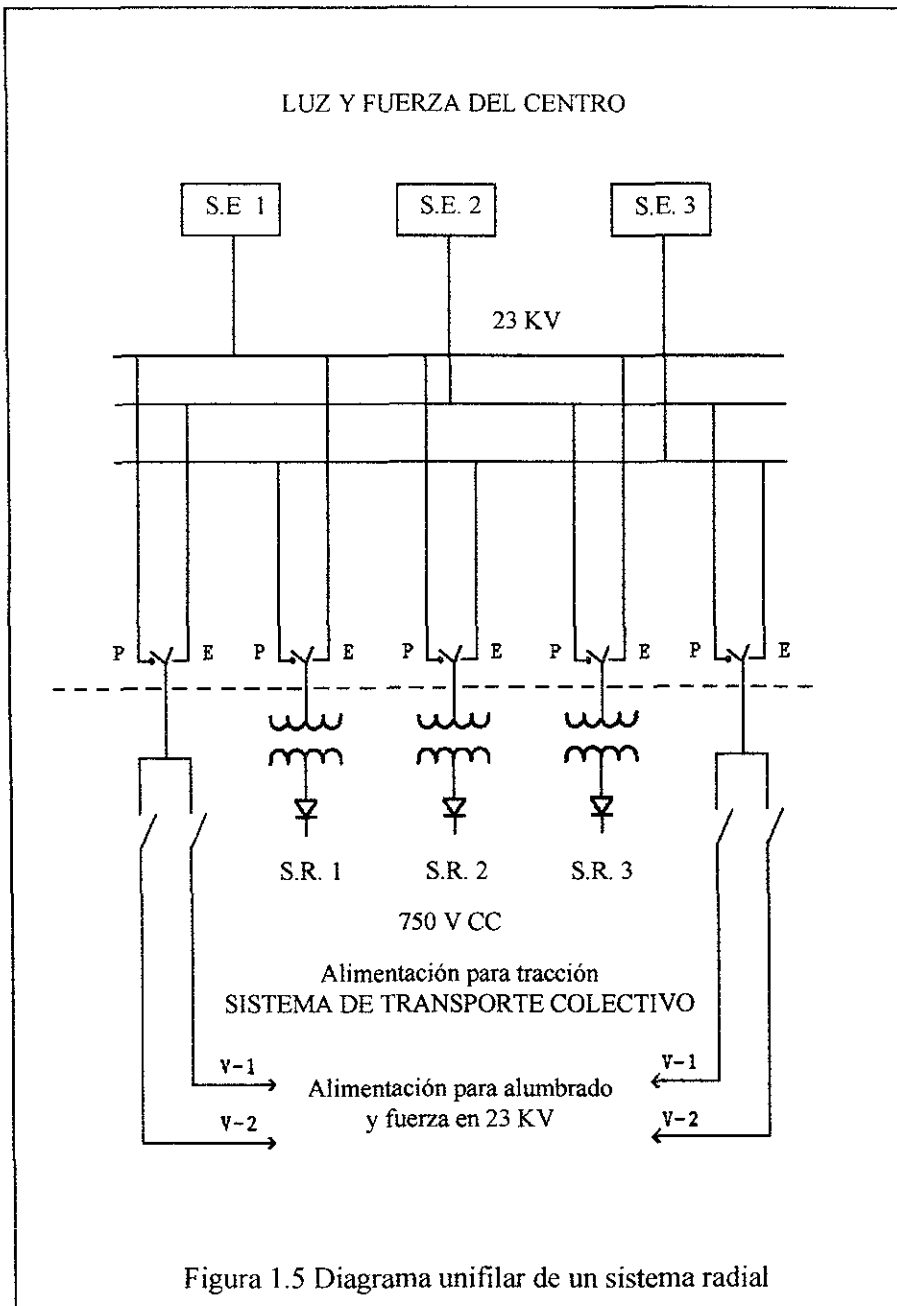 LUZ Y FUERZA DEL CENTRO
S.E 1
S.E. 2
S.E. 3
23 KV
P E P E P E P E P E
S.R. 1 S.R. 2 S.R. 3
750 V CC
Alimentación para tracción
SISTEMA DE TRANSPORTE COLECTIVO
V-1 V-1
Alimentación para alumbrado
y fuerza en 23 KV
V-2 V-2
Figura 1.5 Diagrama unifilar de un sistema radial